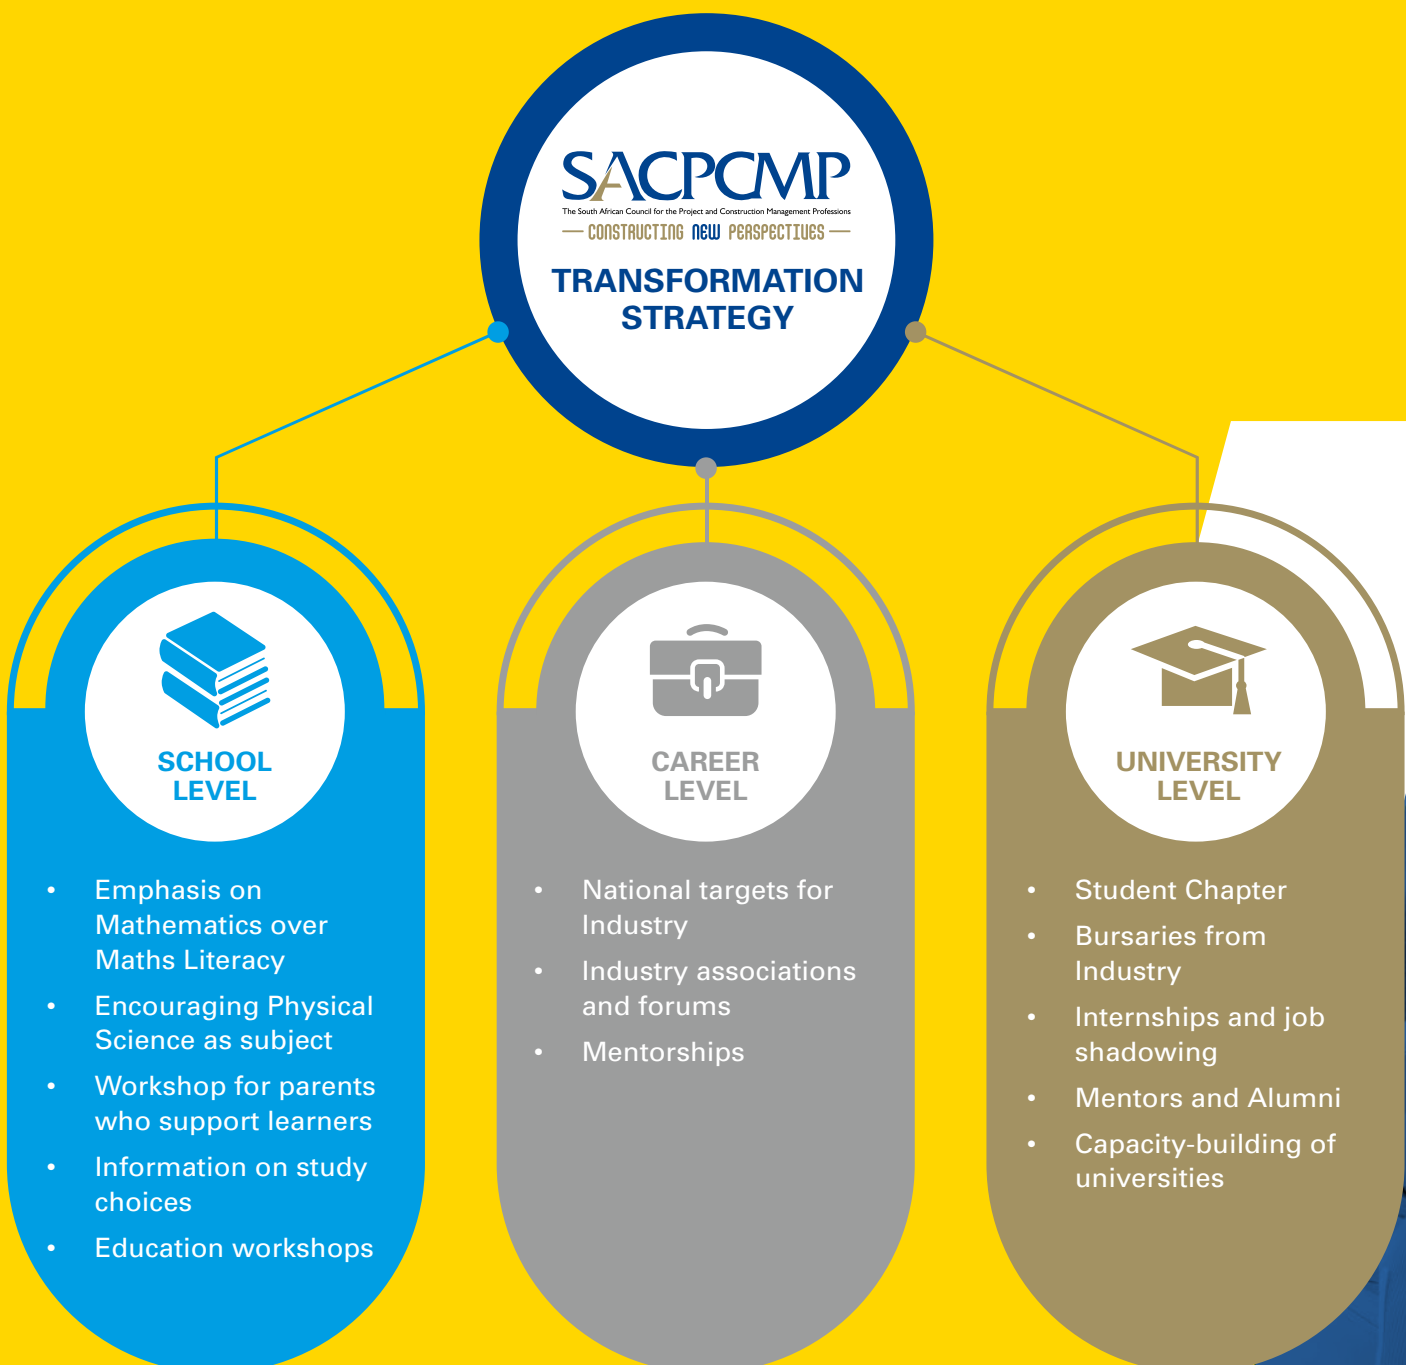 SACPCMP
The South African Council for the Project and Construction Management Professions
CONSTRUCTING NEW PERSPECTIVES
TRANSFORMATION
STRATEGY
SCHOOL
LEVEL
• Emphasis on
Mathematics over
Maths Literacy
• Encouraging Physical
Science as subject
• Workshop for parents
who support learners
• Information on study
choices
• Education workshops
CAREER
LEVEL
• National targets for
Industry
• Industry associations
and forums
• Mentorships
UNIVERSITY
LEVEL
• Student Chapter
• Bursaries from
Industry
• Internships and job
shadowing
• Mentors and Alumni
• Capacity-building of
universities